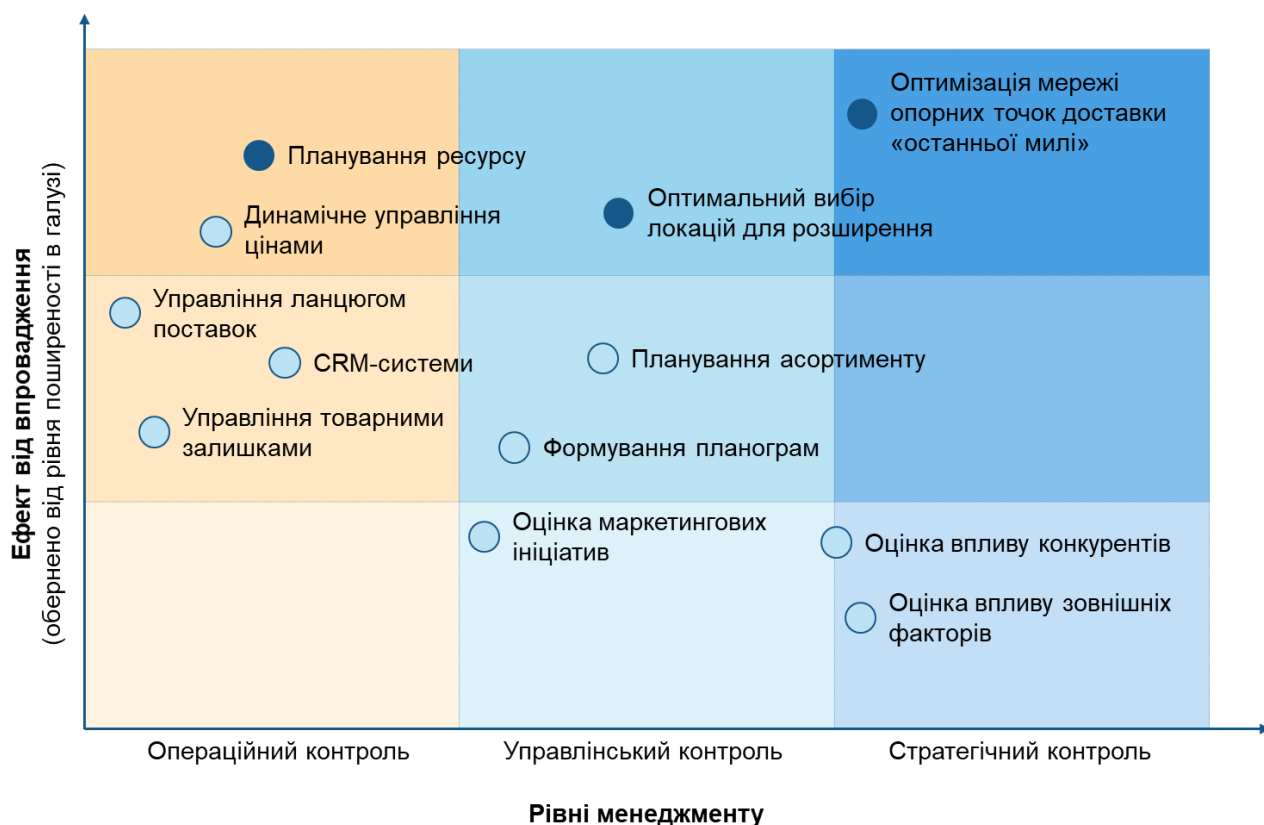 Ефект від впровадження
(обернено від рівня поширеності в галузі)
Оптимізація мережі
опорних точок доставки
«останньої милі»
Планування ресурсу
Динамічне управління
цінами
Оптимальний вибір
локацій для розширення
Управління ланцюгом
поставок
CRM-системи
Планування асортименту
Управління товарними
залишками
Формування планограм
Оцінка маркетингових
ініціатив
Оцінка впливу конкурентів
Оцінка впливу зовнішніх
факторів
Операційний контроль
Управлінський контроль
Стратегічний контроль
Рівні менеджменту